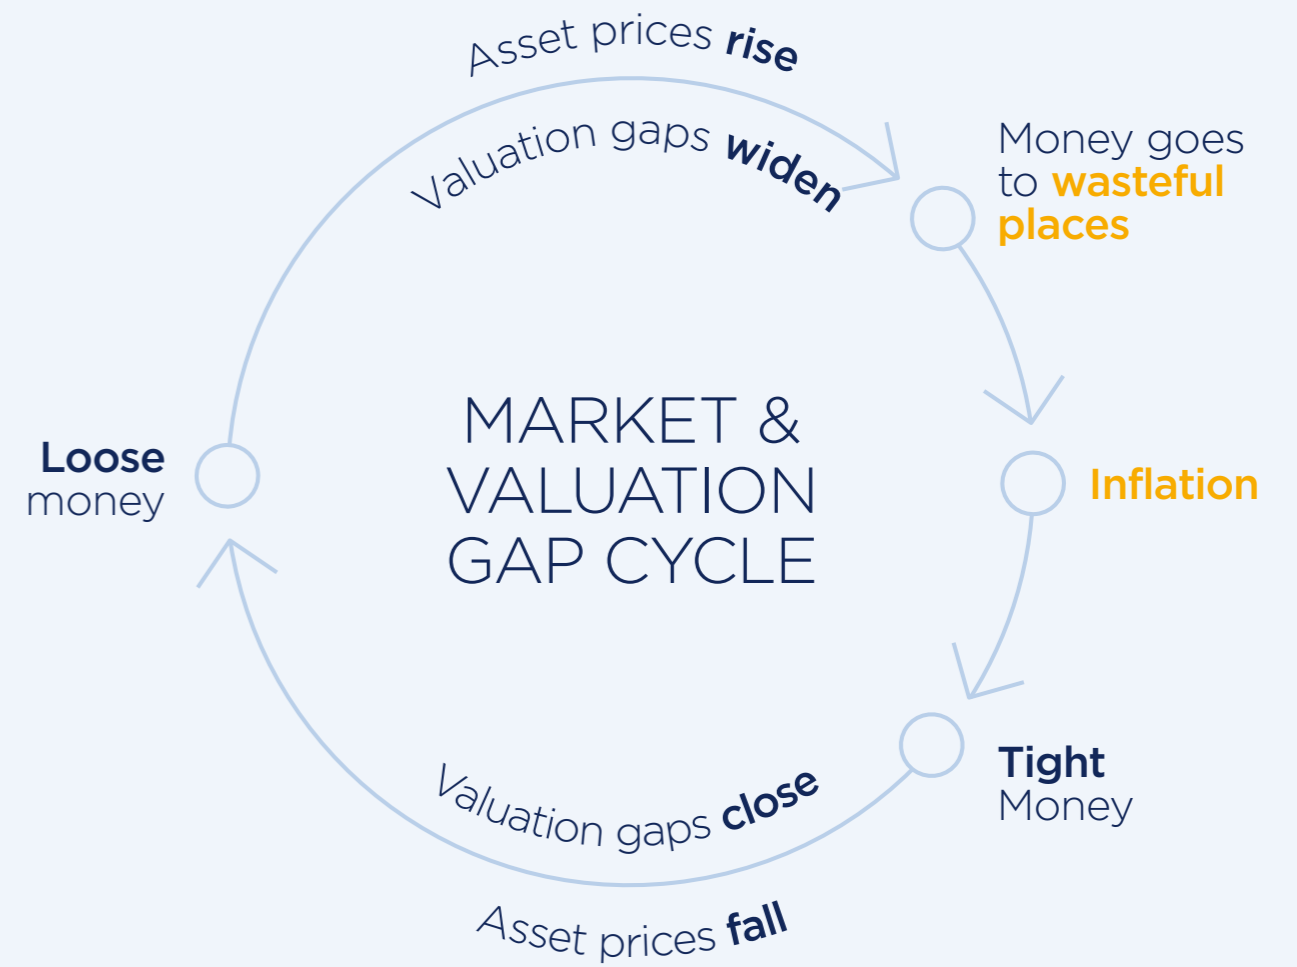 Asset prices rise
Valuation gaps widen
Money goes
to wasteful
places
Loose
money
MARKET &
VALUATION
GAP CYCLE
Inflation
Tight
Money
Valuation gaps close
Asset prices fall